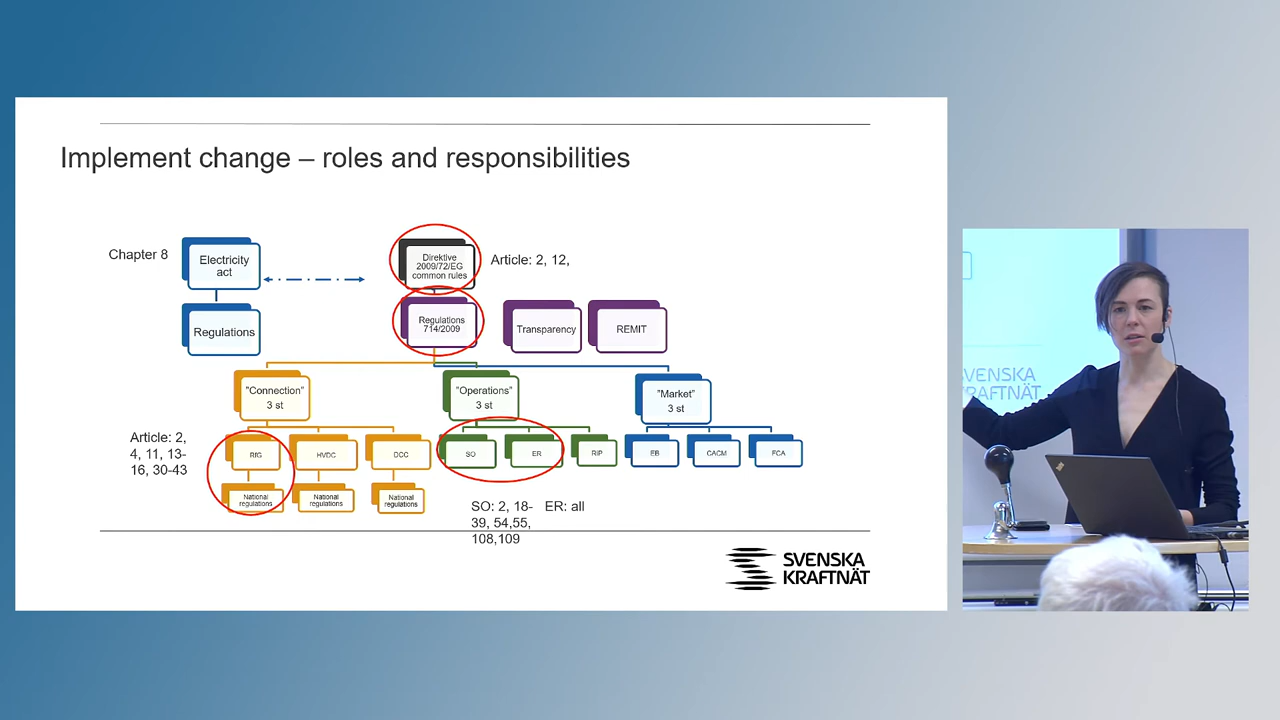 Implement change – roles and responsibilities
Chapter 8
Electricity
act
Regulations
Direktive
2009/72/EG
common rules
Article: 2, 12,
Regulations
714/2009
Transparency
REMIT
"Connection"
3 st
"Operations"
3 st
"Market"
3 st
Article: 2,
4, 11, 13-
16, 30-43
RfG
HVDC
DCC
SO
ER
RIP
EB
CACM
FCA
National
regulations
National
regulations
National
regulations
SO: 2, 18-
39, 54,55,
108,109
ER: all
SVENSKA
KRAFTNÄT
SVENSKA
KRAFTNÄT